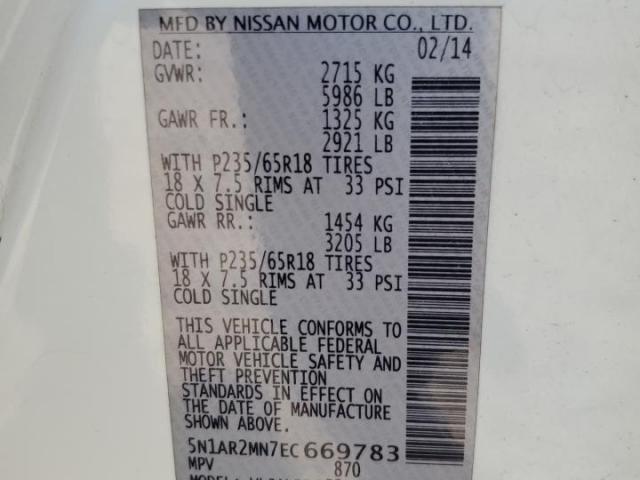 MFD BY NISSAN MOTOR CO., LTD.
DATE: 02/14
GVWR: 2715 KG
5986 LB
GAWR FR.: 1325 KG
2921 LB
WITH P235/65R18 TIRES
18 X 7.5 RIMS AT 33 PSI
COLD SINGLE
GAWR RR.: 1454 KG
3205 LB
WITH P235/65R18 TIRES
18 X 7.5 RIMS AT 33 PSI
COLD SINGLE
THIS VEHICLE CONFORMS TO
ALL APPLICABLE FEDERAL
MOTOR VEHICLE SAFETY AND
THEFT PREVENTION
STANDARDS IN EFFECT ON
THE DATE OF MANUFACTURE
SHOWN ABOVE.
5N1AR2MN7EC669783
MPV 870